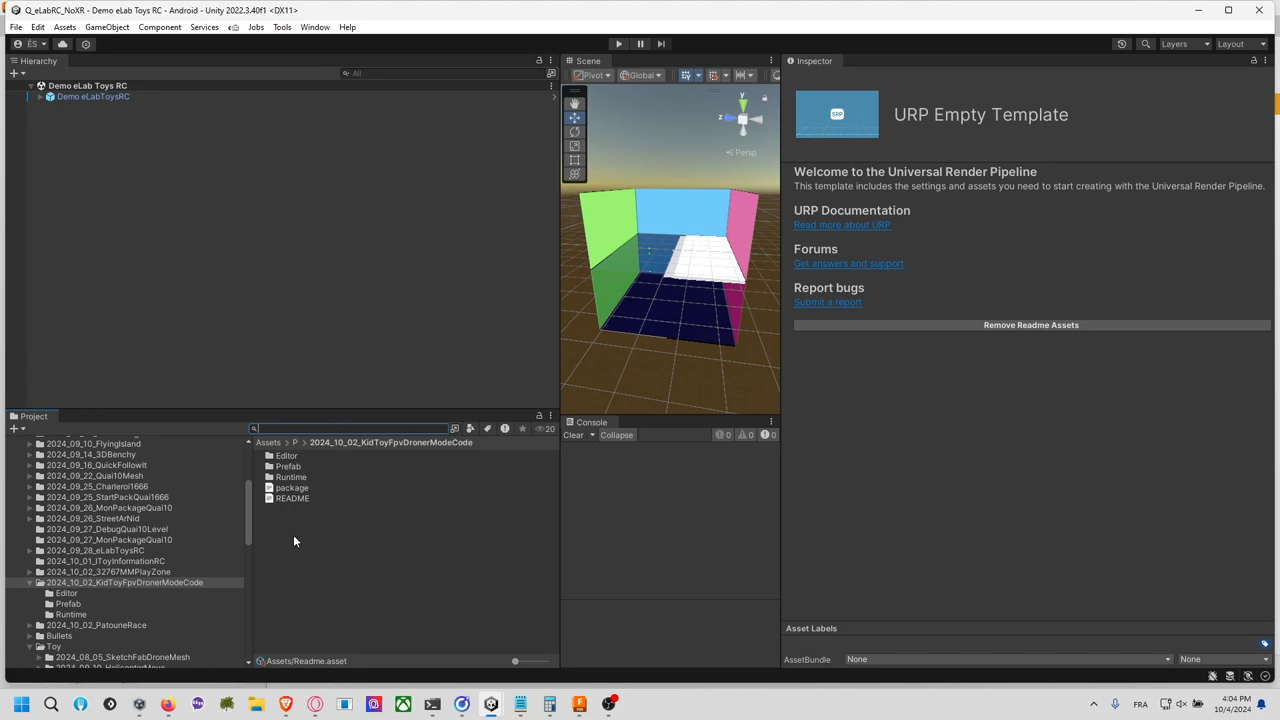 Q_eLabRC_NoXR - Demo eLab Toys RC - Android - Unity 2022.3.40f1 <DX11>
File Edit Assets GameObject Component Services Jobs Tools Window Help
ÉS Layers Layout
Hierarchy
All
Demo eLab Toys RC
Demo eLabToysRC
Scene
Pivot Global
y
z
Persp
Inspector
URP Empty Template
Welcome to the Universal Render Pipeline
This template includes the settings and assets you need to start creating with the Universal Render Pipeline.
URP Documentation
Read more about URP
Forums
Get answers and support
Report bugs
Submit a report
Remove Readme Assets
Project
20
2024_09_10_FlyingIsland
2024_09_14_3DBenchy
2024_09_16_QuickFollowIt
2024_09_22_Quai10Mesh
2024_09_25_Charleroi1666
2024_09_25_StartPackQuai1666
2024_09_26_MonPackageQuai10
2024_09_26_StreetArNid
2024_09_27_DebugQuai10Level
2024_09_27_MonPackageQuai10
2024_09_28_eLabToysRC
2024_10_01_IToyInformationRC
2024_10_02_32767MMPlayZone
2024_10_02_KidToyFpvDronerModeCode
Editor
Prefab
Runtime
2024_10_02_PatouneRace
Bullets
Toy
2024_08_05_SketchFabDroneMesh
Assets > P > 2024_10_02_KidToyFpvDronerModeCode
Editor
Prefab
Runtime
package
README
Assets/Readme.asset
Console
Clear Collapse 0 0 0
Asset Labels
AssetBundle None None
FRA 4:04 PM
10/4/2024